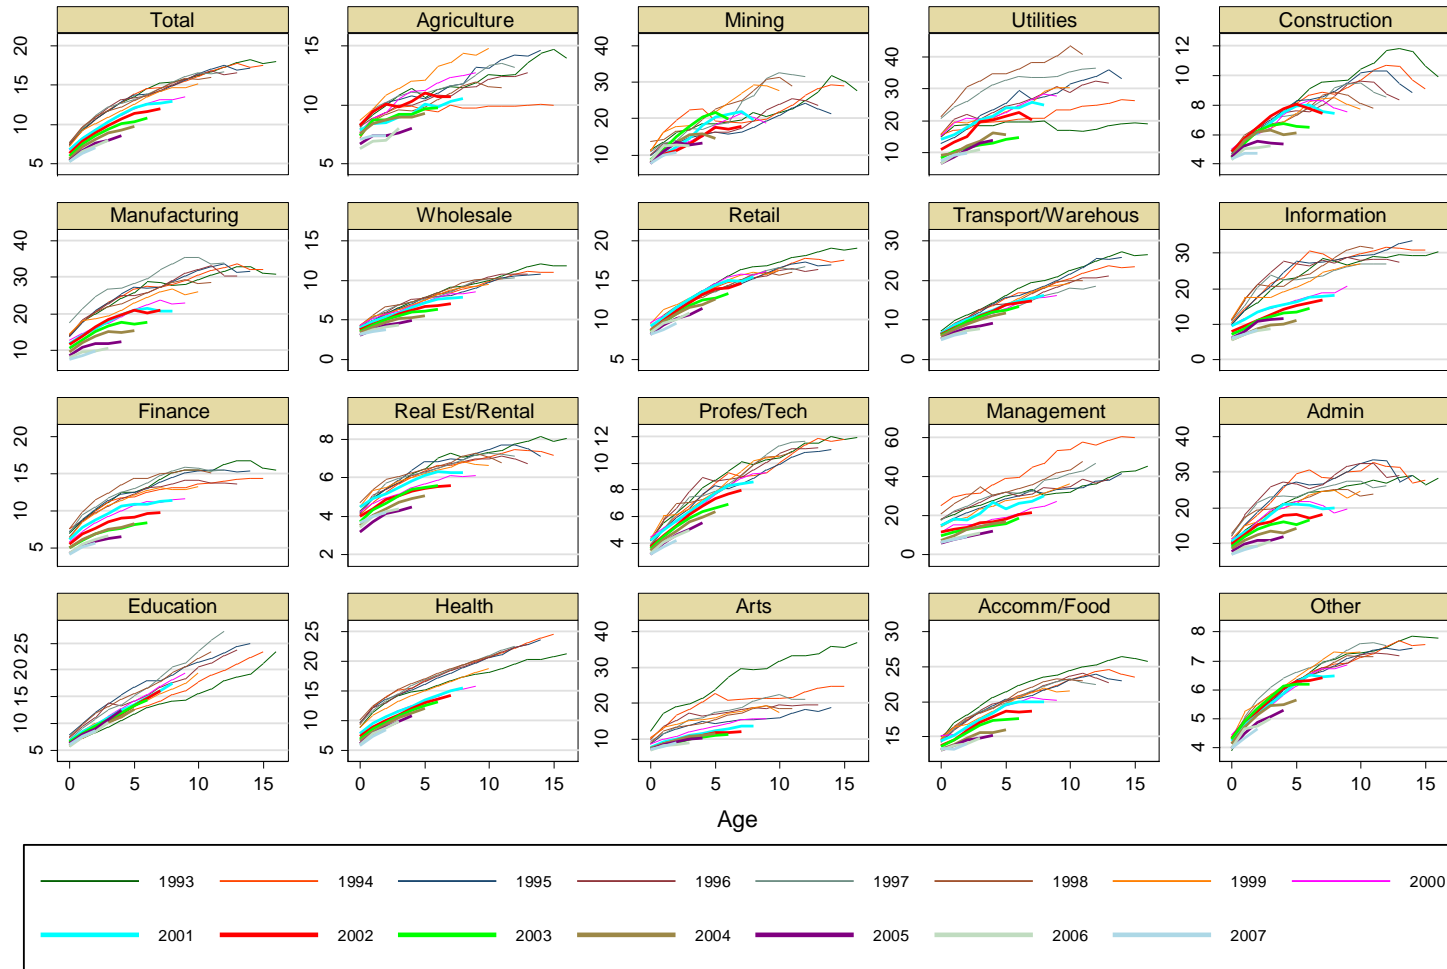 Total Agriculture Mining Utilities Construction
5 10 15 20
5 10 15
10 20 30 40
10 20 30 40
4 6 8 10 12
Manufacturing Wholesale Retail Transport/Warehous Information
10 20 30 40
0 5 10 15
5 10 15 20
0 10 20 30
0 10 20 30
Finance Real Est/Rental Profes/Tech Management Admin
5 10 15 20
2 4 6 8
4 6 8 10 12
0 20 40 60
10 20 30 40
Education Health Arts Accomm/Food Other
5 10 15 20 25
5 10 15 20 25
10 20 30 40
15 20 25 30
4 5 6 7 8
0 5 10 15 0 5 10 15 0 5 10 15 0 5 10 15 0 5 10 15
Age
1993 1994 1995 1996 1997 1998 1999 2000
2001 2002 2003 2004 2005 2006 2007